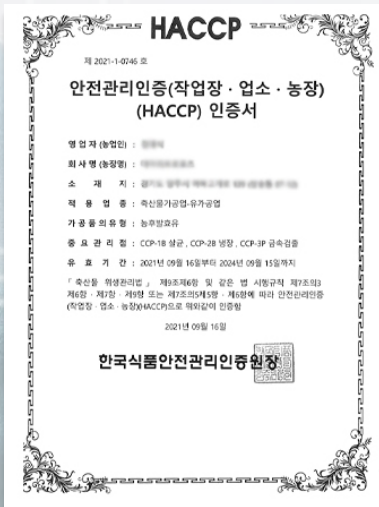 HACCP
제 2021-1-0746 호
안전관리인증(작업장 · 업소 · 농장)
(HACCP) 인증서
영 업 자 (농업인) :
회 사 명 (농장명) :
소 재 지 :
적 용 업 종 : 축산물가공업-유가공업
가 공 품 의 유 형 : 농후발효유
중 요 관 리 점 : CCP-1B 살균, CCP-2B 냉장, CCP-3P 금속검출
유 효 기 간 : 2021년 09월 16일부터 2024년 09월 15일까지
「축산물 위생관리법」 제9조제6항 및 같은 법 시행규칙 제7조의3
제6항 · 제7항 · 제9항 또는 제7조의5제5항 · 제6항에 따라 안전관리인증
(작업장 · 업소 · 농장)(HACCP)으로 위와같이 인증함
2021년 09월 16일
한국식품안전관리인증원장